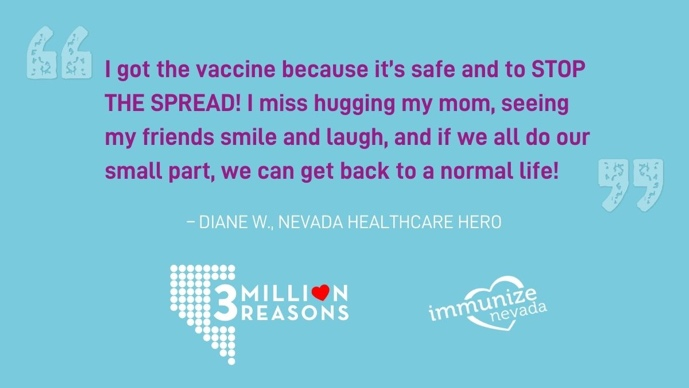 I got the vaccine because it's safe and to STOP
THE SPREAD! I miss hugging my mom, seeing
my friends smile and laugh, and if we all do our
small part, we can get back to a normal life!
– DIANE W., NEVADA HEALTHCARE HERO
3 MILLION
REASONS
immunize
nevada